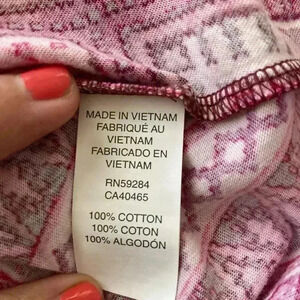 MADE IN VIETNAM
FABRIQUÉ AU
VIETNAM
FABRICADO EN
VIETNAM
RN59284
CA40465
100% COTTON
100% COTON
100% ALGODÓN